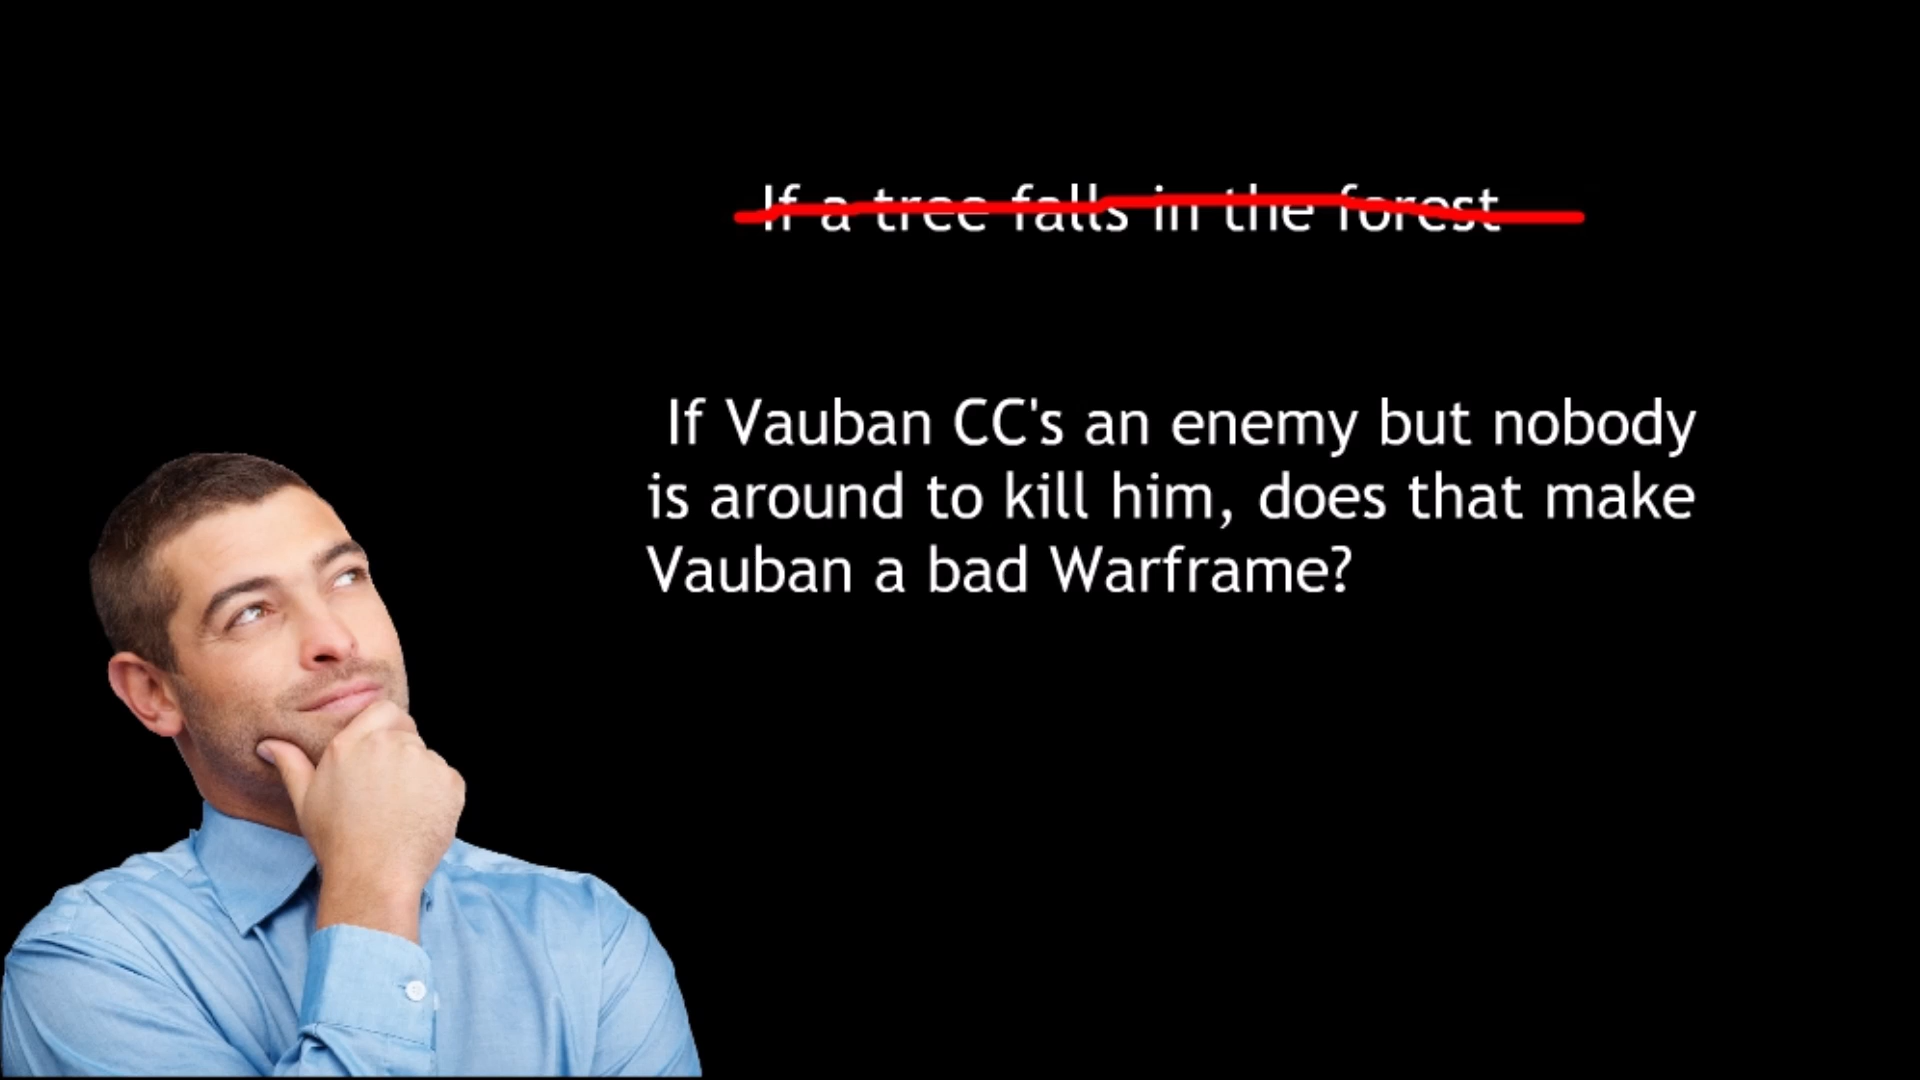 If a tree falls in the forest
If Vauban CC's an enemy but nobody
is around to kill him, does that make
Vauban a bad Warframe?